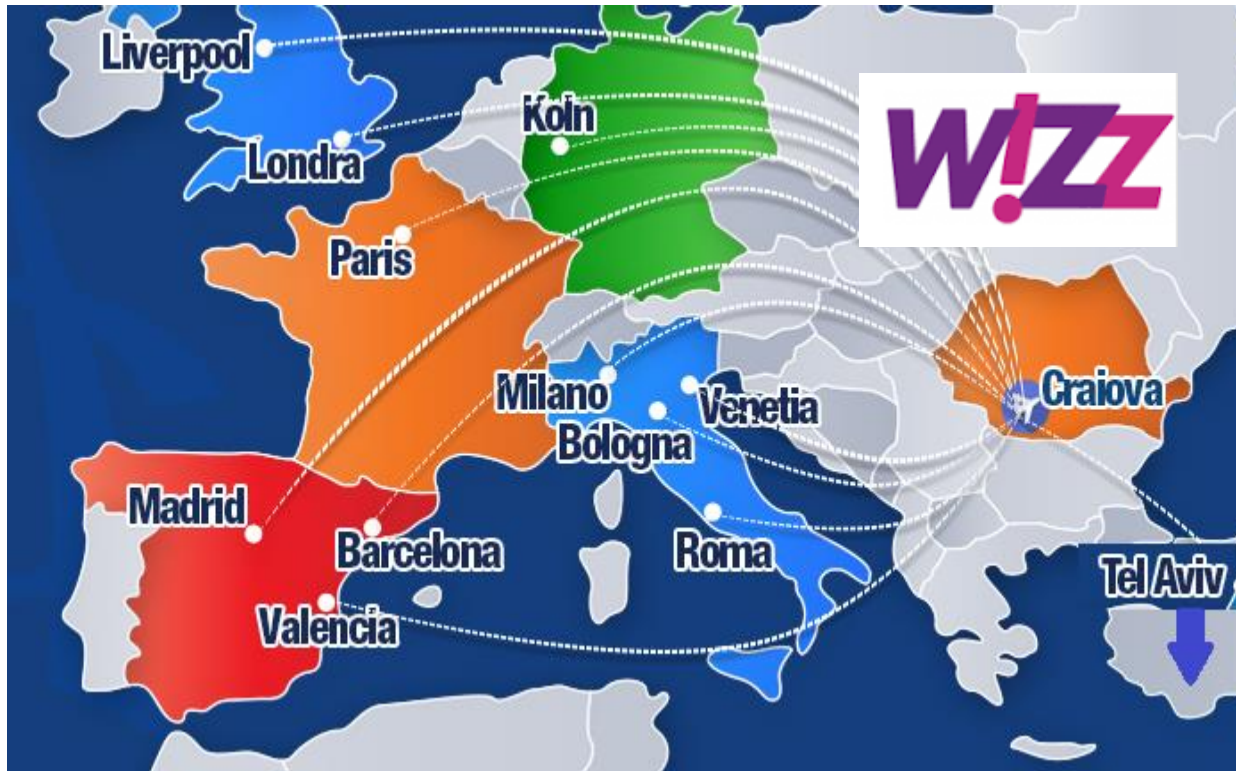 Liverpool
Koln
W!ZZ
Londra
Paris
Milano
Venetia
Craiova
Bologna
Madrid
Barcelona
Roma
Tel Aviv
Valencia